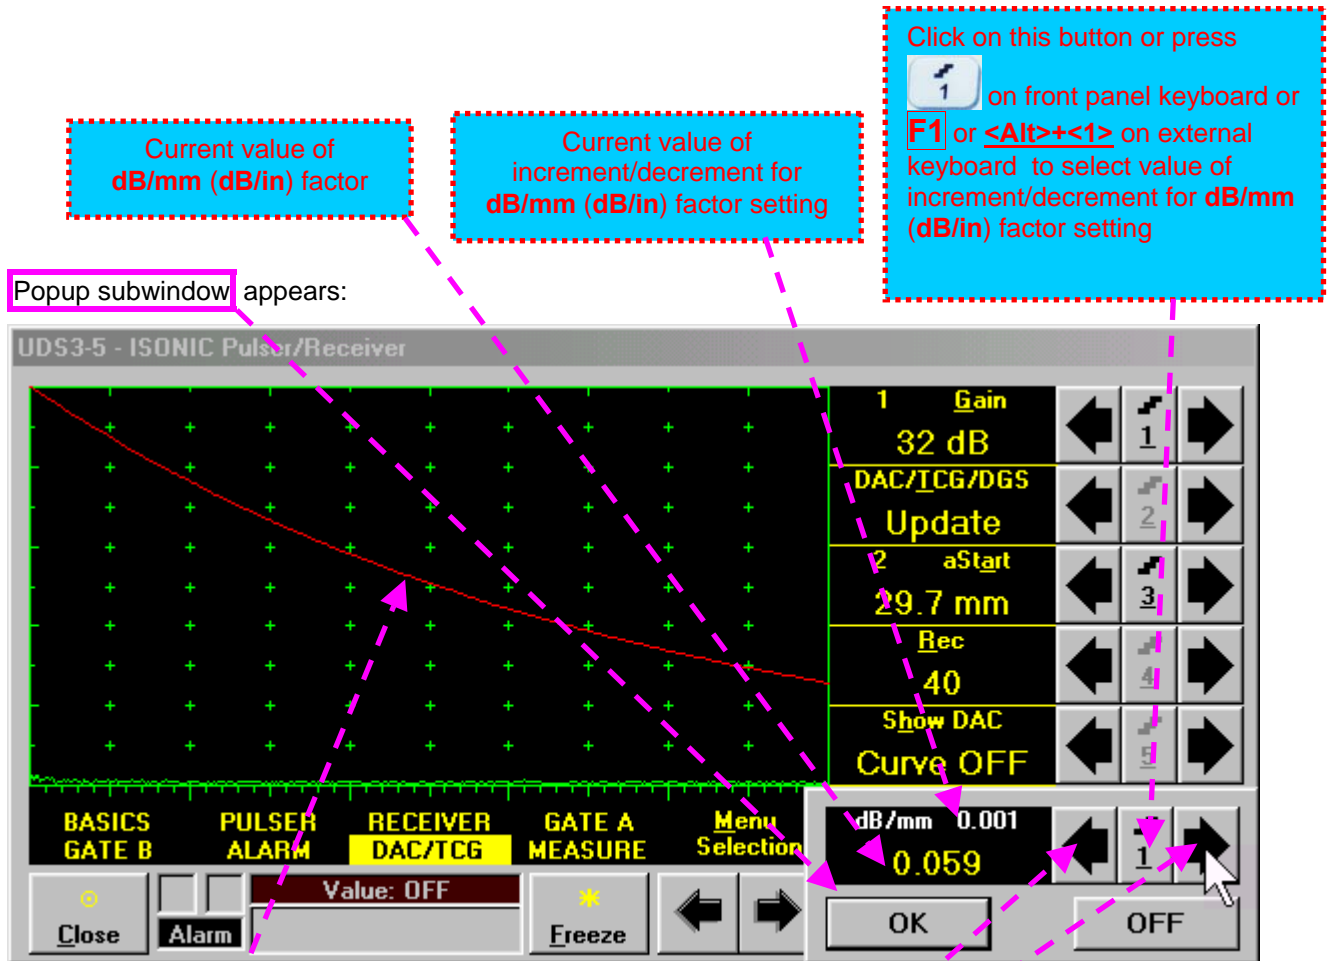 Click on this button or press
1 on front panel keyboard or
F1 or <Alt>+<1> on external
keyboard to select value of
increment/decrement for dB/mm
(dB/in) factor setting
Current value of
dB/mm (dB/in) factor
Current value of
increment/decrement for
dB/mm (dB/in) factor setting
Popup subwindow appears:
UDS3-5 - ISONIC Pulser/Receiver
1 Gain
32 dB
1
DAC/TCG/DGS
Update
2
2 aStart
29.7 mm
3
Rec
40
4
Show DAC
Curve OFF
5
BASICS PULSER RECEIVER GATE A Menu
GATE B ALARM DAC/TCG MEASURE Selection
dB/mm 0.001
0.059
1
Value: OFF
Close
Alarm
Freeze
OK
OFF